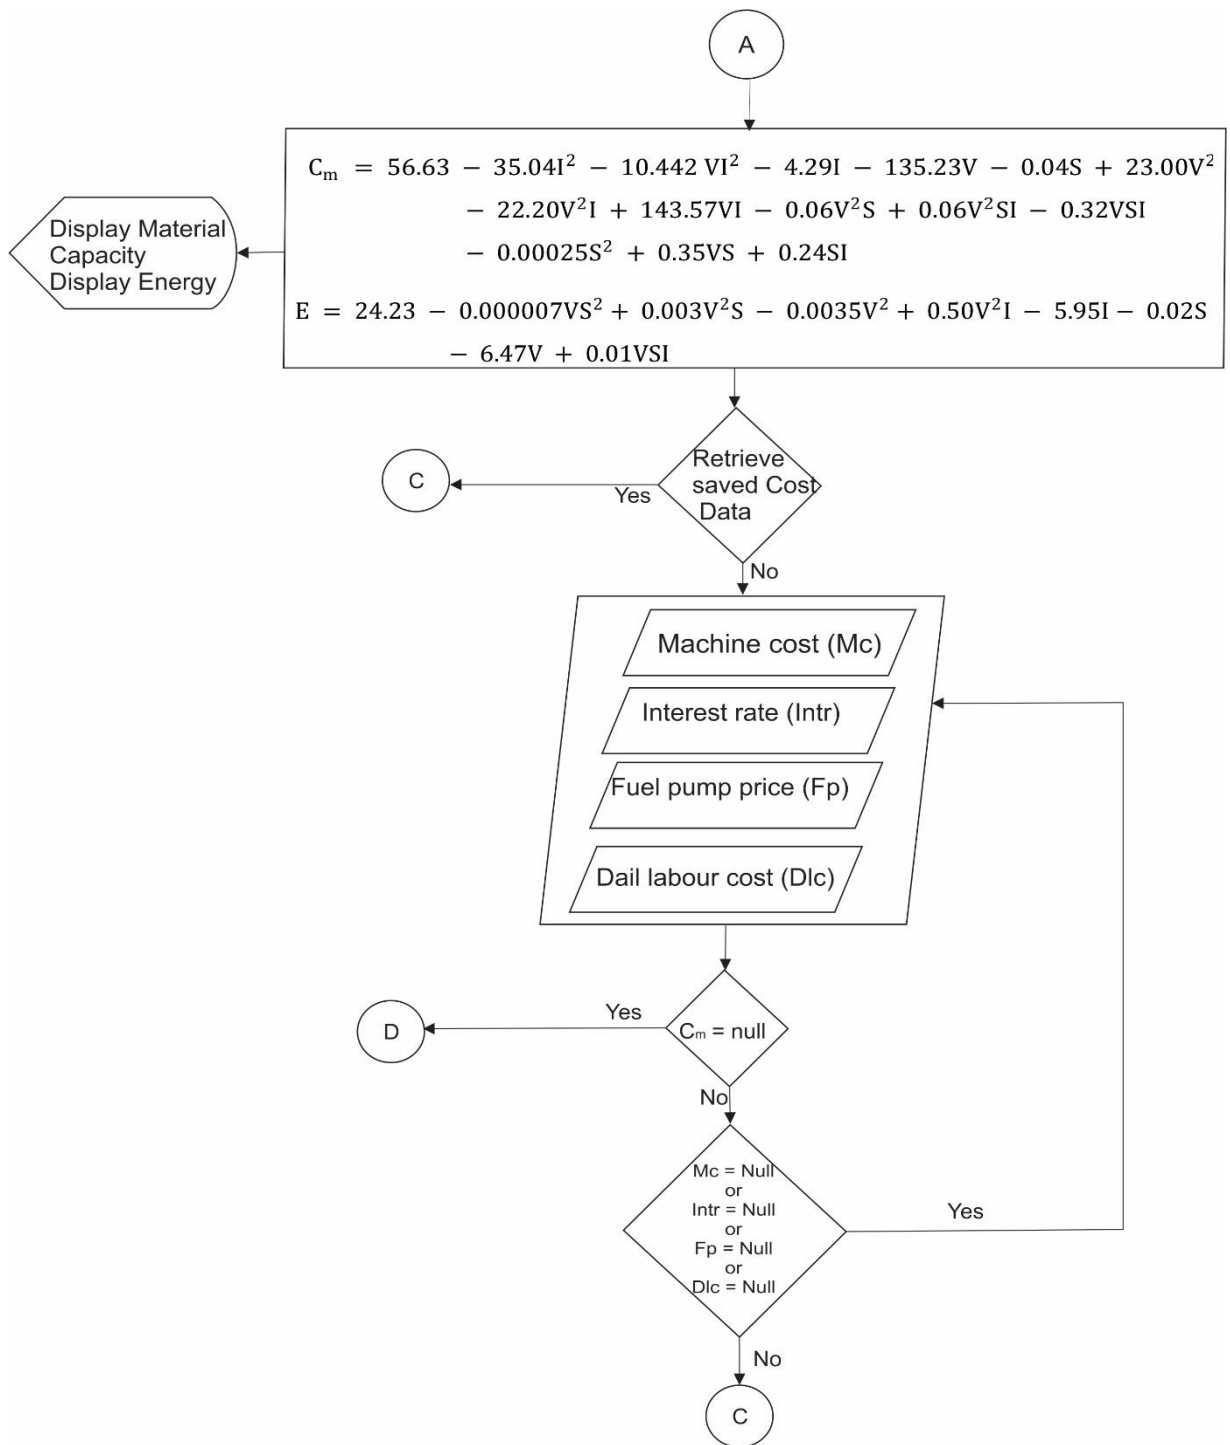 A
Cₘ = 56.63 − 35.04I² − 10.442 VI² − 4.29I − 135.23V − 0.04S + 23.00V²
− 22.20V²I + 143.57VI − 0.06V²S + 0.06V²SI − 0.32VSI
− 0.00025S² + 0.35VS + 0.24SI
Display Material
Capacity
Display Energy
E = 24.23 − 0.000007VS² + 0.003V²S − 0.0035V² + 0.50V²I − 5.95I − 0.02S
− 6.47V + 0.01VSI
Retrieve
saved Cost
Data
C
Yes
No
Machine cost (Mc)
Interest rate (Intr)
Fuel pump price (Fp)
Dail labour cost (Dlc)
Yes
D
Cₘ = null
No
Mc = Null
or
Intr = Null
or
Fp = Null
or
Dlc = Null
Yes
No
C